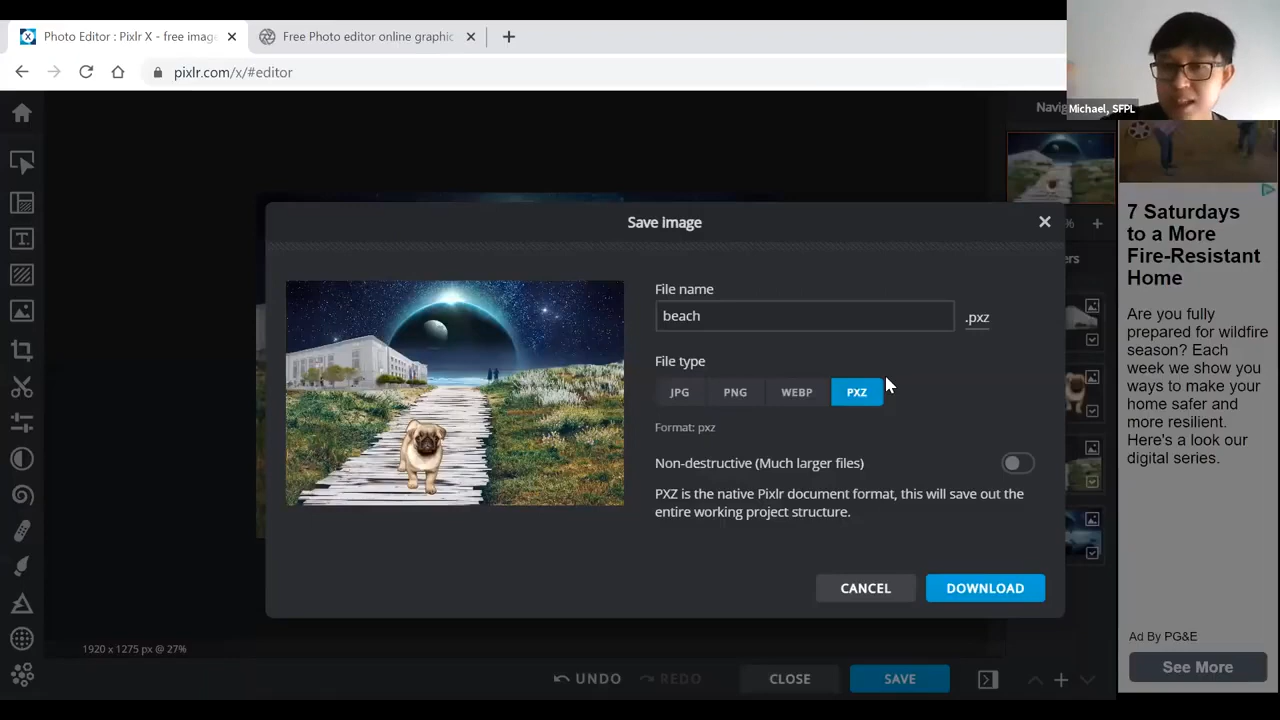 Photo Editor : Pixlr X - free image
Free Photo editor online graphic
pixlr.com/x/#editor
Michael, SFPL
Save image
File name
beach
.pxz
File type
JPG
PNG
WEBP
PXZ
Format: pxz
Non-destructive (Much larger files)
PXZ is the native Pixlr document format, this will save out the
entire working project structure.
CANCEL
DOWNLOAD
1920 x 1275 px @ 27%
UNDO
REDO
CLOSE
SAVE
7 Saturdays
to a More
Fire-Resistant
Home
Are you fully
prepared for wildfire
season? Each
week we show you
ways to make your
home safer and
more resilient.
Here's a look our
digital series.
Ad By PG&E
See More